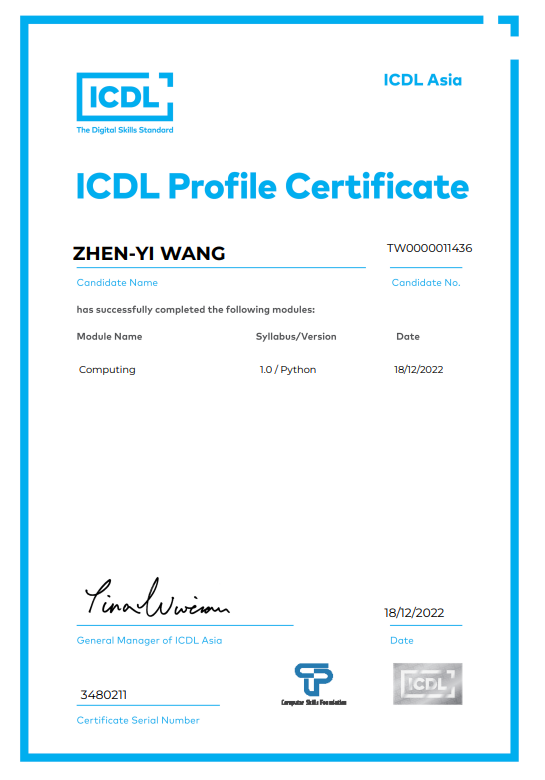 ICDL
The Digital Skills Standard
ICDL Asia
ICDL Profile Certificate
ZHEN-YI WANG
TW0000011436
Candidate Name
Candidate No.
has successfully completed the following modules:
Module Name Syllabus/Version Date
Computing 1.0 / Python 18/12/2022
18/12/2022
General Manager of ICDL Asia
Date
3480211
Certificate Serial Number
Computer Skills Foundation
ICDL